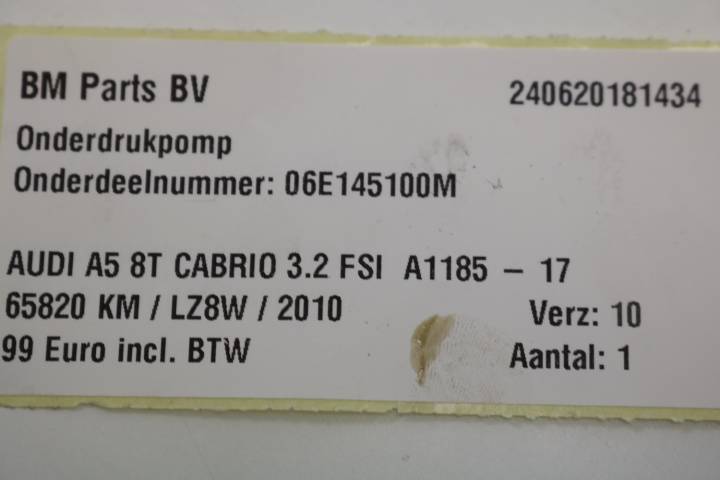 BM Parts BV 240620181434
Onderdrukpomp
Onderdeelnummer: 06E145100M
AUDI A5 8T CABRIO 3.2 FSI A1185 - 17
65820 KM / LZ8W / 2010 Verz: 10
99 Euro incl. BTW Aantal: 1